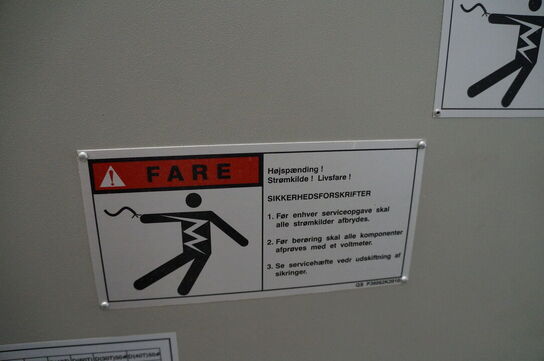 FARE
Højspænding !
Strømkilde ! Livsfare !
SIKKERHEDSFORSKRIFTER
1. Før enhver serviceopgave skal
alle strømkilder afbrydes.
2. Før berøring skal alle komponenter
afprøves med et voltmeter.
3. Se servicehæfte vedr udskiftning af
sikringer.